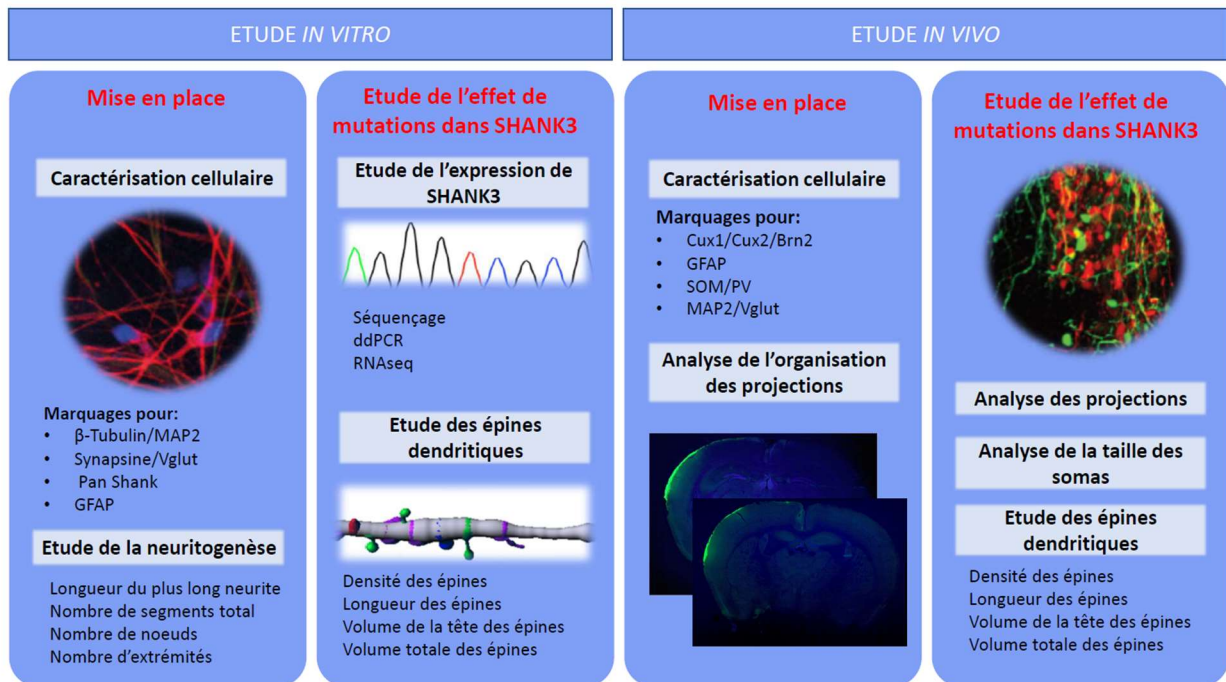 ETUDE IN VITRO
Mise en place
Caractérisation cellulaire
Marquages pour:
• β-Tubulin/MAP2
• Synapsine/Vglut
• Pan Shank
• GFAP
Etude de la neuritogenèse
Longueur du plus long neurite
Nombre de segments total
Nombre de noeuds
Nombre d'extrémités
Etude de l'effet de
mutations dans SHANK3
Etude de l'expression de
SHANK3
Séquençage
ddPCR
RNAseq
Etude des épines
dendritiques
Densité des épines
Longueur des épines
Volume de la tête des épines
Volume totale des épines
ETUDE IN VIVO
Mise en place
Caractérisation cellulaire
Marquages pour:
• Cux1/Cux2/Brn2
• GFAP
• SOM/PV
• MAP2/Vglut
Analyse de l'organisation
des projections
Etude de l'effet de
mutations dans SHANK3
Analyse des projections
Analyse de la taille des
somas
Etude des épines
dendritiques
Densité des épines
Longueur des épines
Volume de la tête des épines
Volume totale des épines